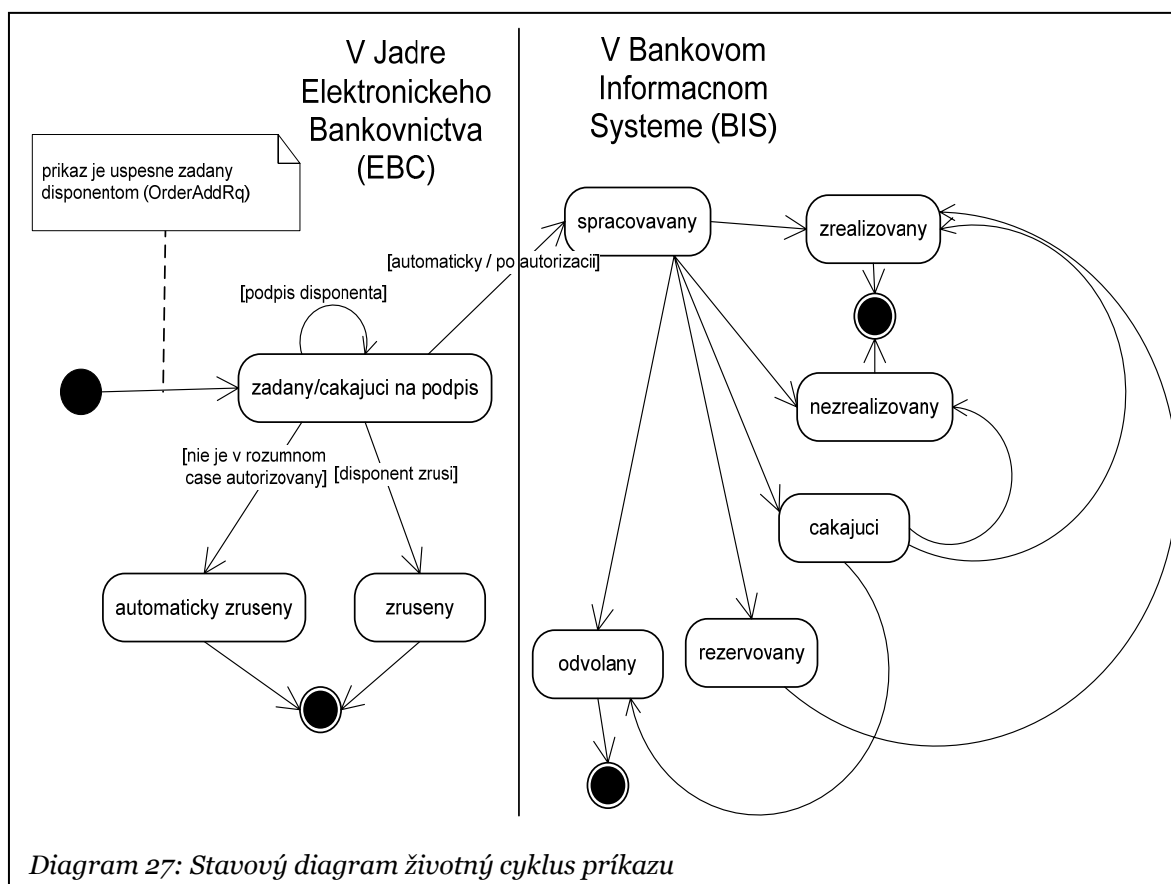 V Jadre
Elektronickeho
Bankovnictva
(EBC)
V Bankovom
Informacnom
Systeme (BIS)
prikaz je uspesne zadany
disponentom (OrderAddRq)
spracovavany
zrealizovany
[automaticky / po autorizacii]
[podpis disponenta]
zadany/cakajuci na podpis
nezrealizovany
[nie je v rozumnom
case autorizovany]
[disponent zrusi]
cakajuci
automaticky zruseny
zruseny
odvolany
rezervovany
Diagram 27: Stavový diagram životný cyklus príkazu